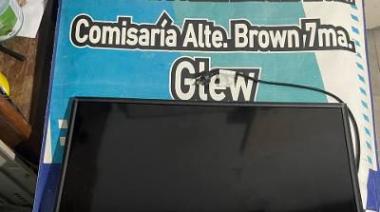 Comisaría Alte. Brown 7ma.
Glew